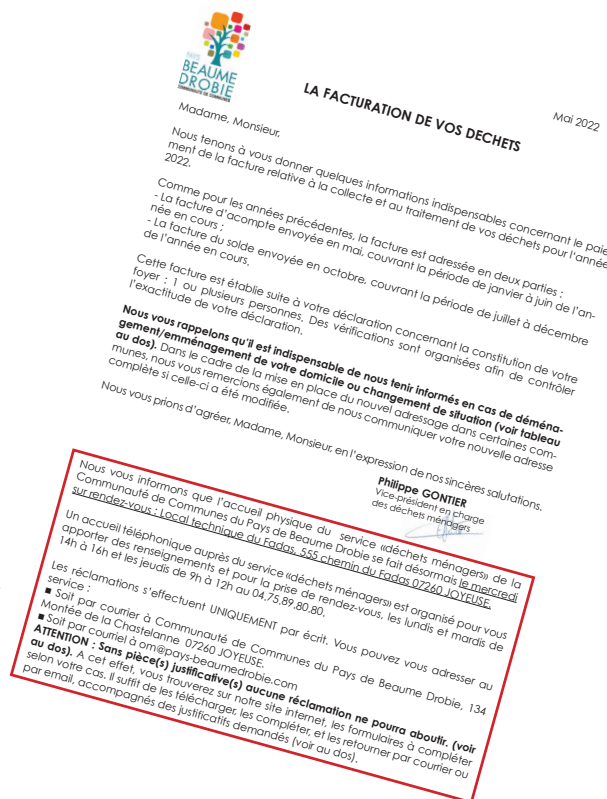 PAYS
BEAUME
DROBIE
COMMUNAUTÉ DE COMMUNES
LA FACTURATION DE VOS DECHETS
Mai 2022
Madame, Monsieur,
Nous tenons à vous donner quelques informations indispensables concernant le paie-
ment de la facture relative à la collecte et au traitement de vos déchets pour l'année
2022.
Comme pour les années précédentes, la facture est adressée en deux parties :
- La facture d'acompte envoyée en mai, couvrant la période de janvier à juin de l'an-
née en cours ;
- La facture du solde envoyée en octobre, couvrant la période de juillet à décembre
de l'année en cours.
Cette facture est établie suite à votre déclaration concernant la constitution de votre
foyer : 1 ou plusieurs personnes. Des vérifications sont organisées afin de contrôler
l'exactitude de votre déclaration.
Nous vous rappelons qu'il est indispensable de nous tenir informés en cas de déména-
gement/emménagement de votre domicile ou changement de situation (voir tableau
au dos). Dans le cadre de la mise en place du nouvel adressage dans certaines com-
munes, nous vous remercions également de nous communiquer votre nouvelle adresse
complète si celle-ci a été modifiée.
Nous vous prions d'agréer, Madame, Monsieur, en l'expression de nos sincères salutations.
Philippe GONTIER
Vice-président en charge
des déchets ménagers
Nous vous informons que l'accueil physique du service «déchets ménagers» de la
Communauté de Communes du Pays de Beaume Drobie se fait désormais le mercredi
sur rendez-vous : Local technique du Fadas, 555 chemin du Fadas 07260 JOYEUSE.
Un accueil téléphonique auprès du service «déchets ménagers» est organisé pour vous
apporter des renseignements et pour la prise de rendez-vous, les lundis et mardis de
14h à 16h et les jeudis de 9h à 12h au 04.75.89.80.80.
Les réclamations s'effectuent UNIQUEMENT par écrit. Vous pouvez vous adresser au
service :
■ Soit par courrier à Communauté de Communes du Pays de Beaume Drobie, 134
Montée de la Chastelanne 07260 JOYEUSE.
■ Soit par courriel à om@pays-beaumedrobie.com
ATTENTION : Sans pièce(s) justificative(s) aucune réclamation ne pourra aboutir. (voir
au dos). A cet effet, vous trouverez sur notre site internet, les formulaires à compléter
selon votre cas. Il suffit de les télécharger, les compléter, et les retourner par courrier ou
par email, accompagnés des justificatifs demandés (voir au dos).